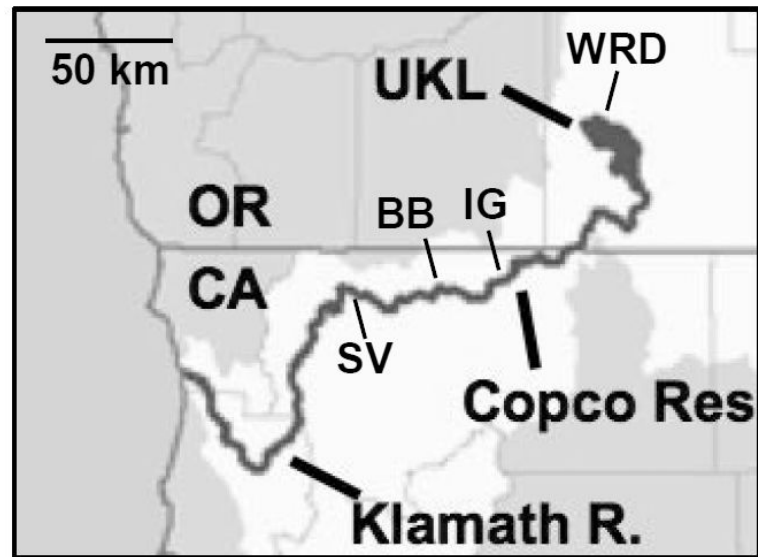 50 km
WRD
UKL
OR
BB
IG
CA
SV
Copco Res
Klamath R.